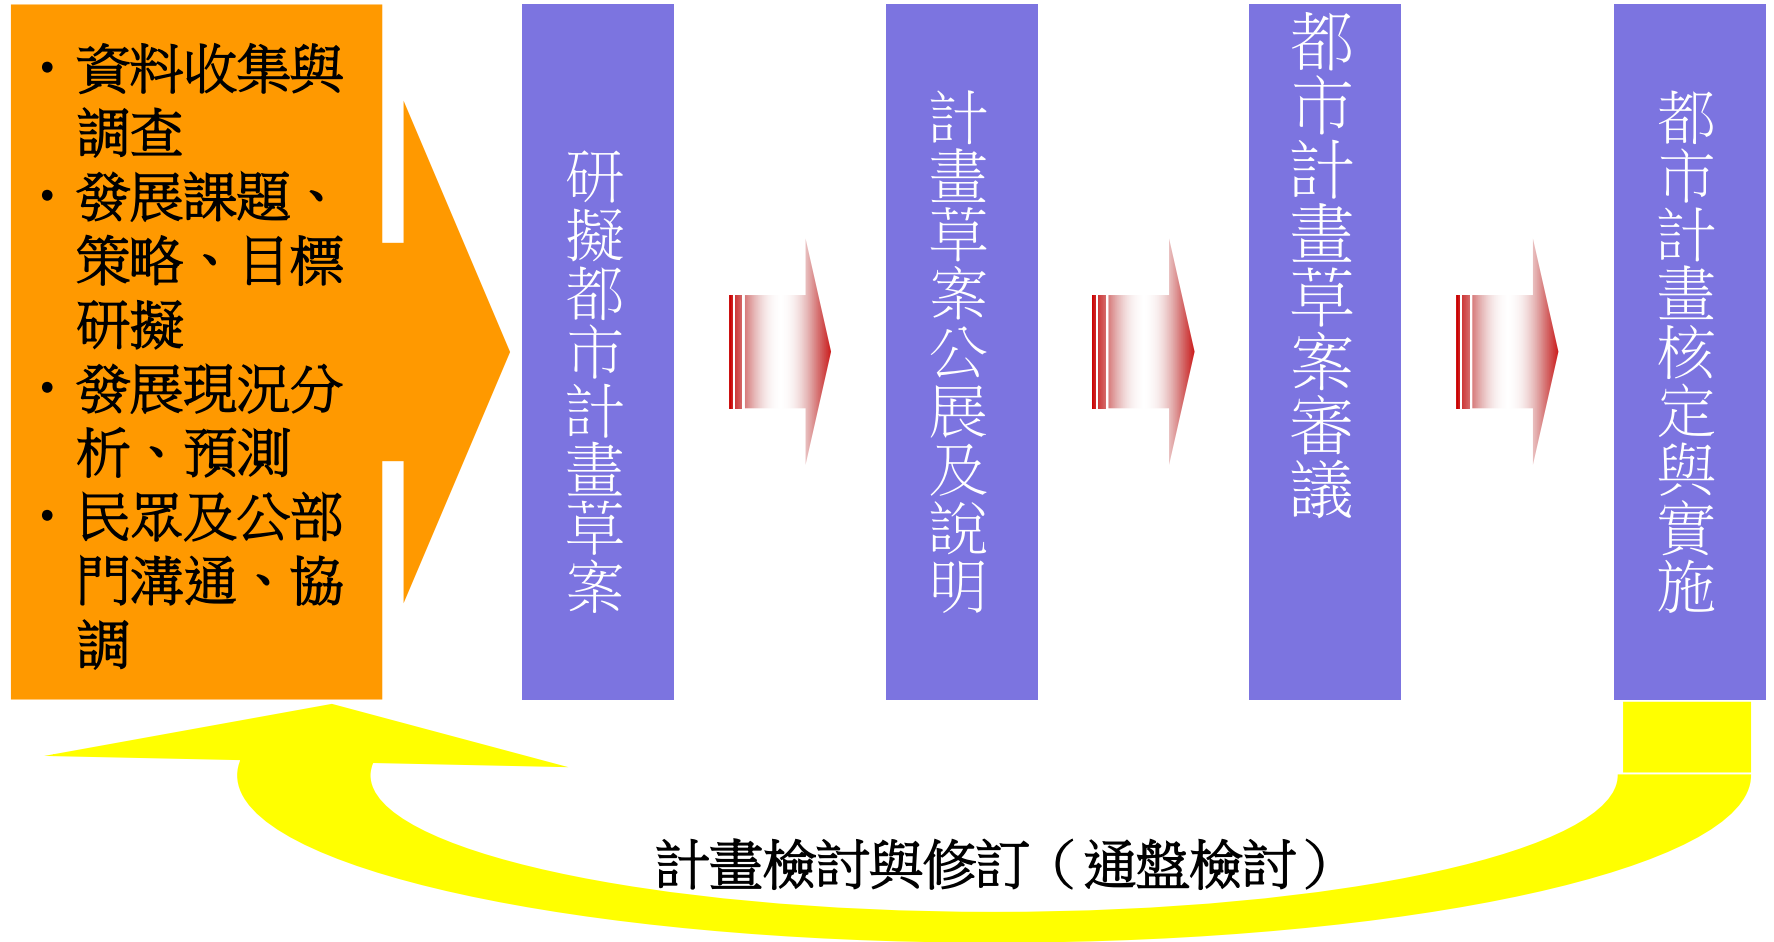 ・資料收集與
調查
・發展課題、
策略、目標
研擬
・發展現況分
析、預測
・民眾及公部
門溝通、協
調
研擬都市計畫草案
計畫草案公展及說明
都市計畫草案審議
都市計畫核定與實施
計畫檢討與修訂（通盤檢討）